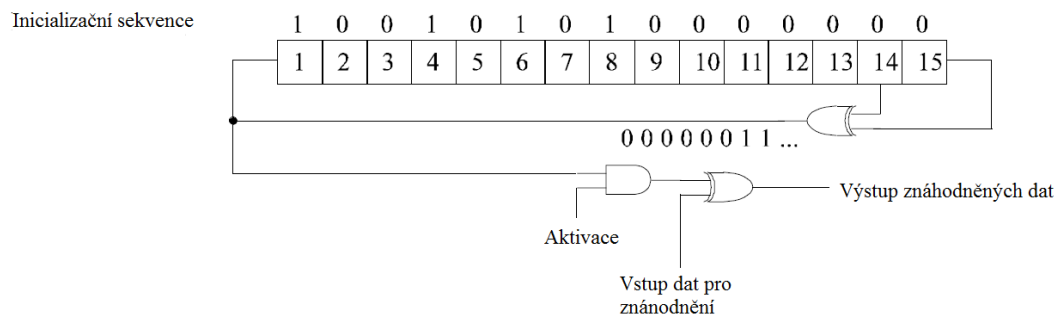 Inicializační sekvence
1 0 0 1 0 1 0 1 0 0 0 0 0 0 0
1 2 3 4 5 6 7 8 9 10 11 12 13 14 15
0 0 0 0 0 0 1 1 ...
Výstup znáhodněných dat
Aktivace
Vstup dat pro
znánodnění